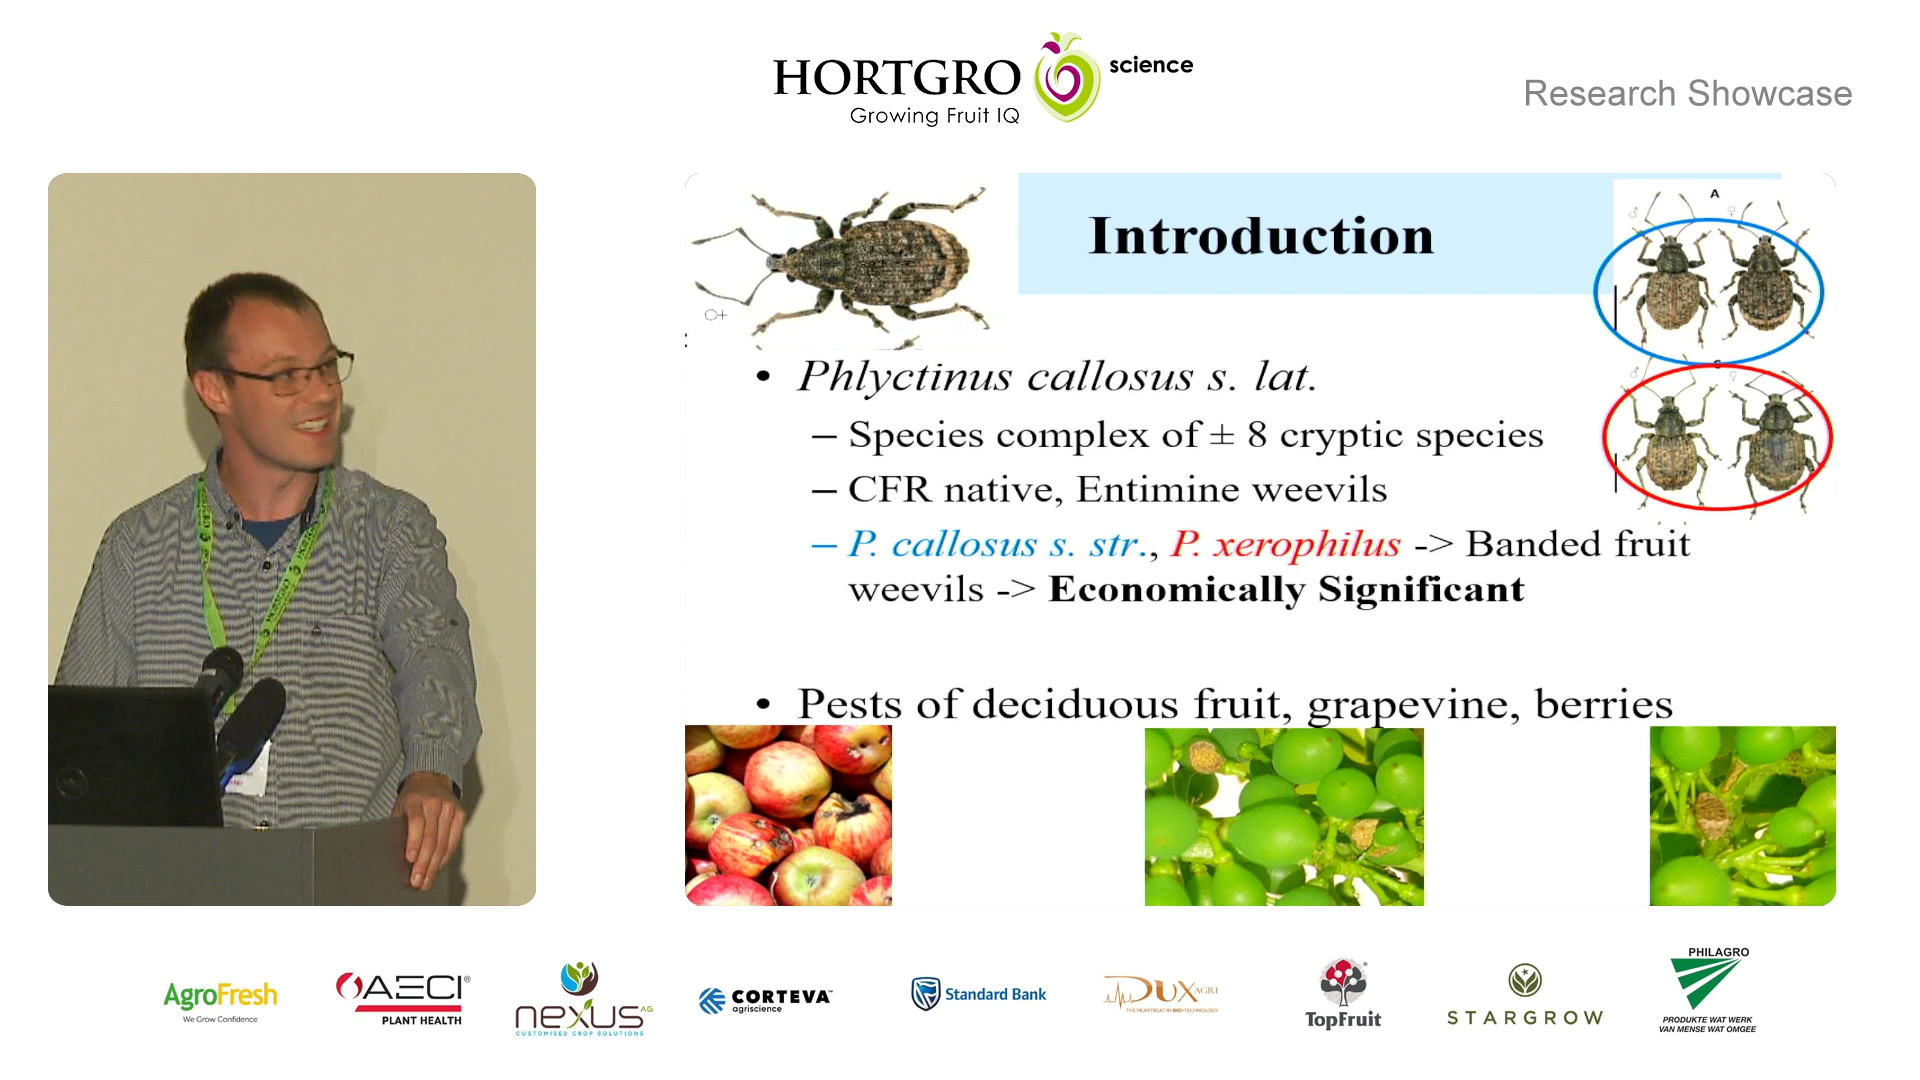 HORTGRO science
Growing Fruit IQ
Research Showcase
Introduction
A
• Phlyctinus callosus s. lat.
– Species complex of ± 8 cryptic species
– CFR native, Entimine weevils
– P. callosus s. str., P. xerophilus -> Banded fruit
weevils -> Economically Significant
• Pests of deciduous fruit, grapevine, berries
AgroFresh
We Grow Confidence
AECI®
PLANT HEALTH
nexus AG
CUSTOMISED CROP SOLUTIONS
CORTEVA™
agriscience
Standard Bank
DUX AGRI
THE HEARTBEAT IN BIO-TECHNOLOGY
TopFruit
STARGROW
PHILAGRO
PRODUKTE WAT WERK
VAN MENSE WAT OMGEE